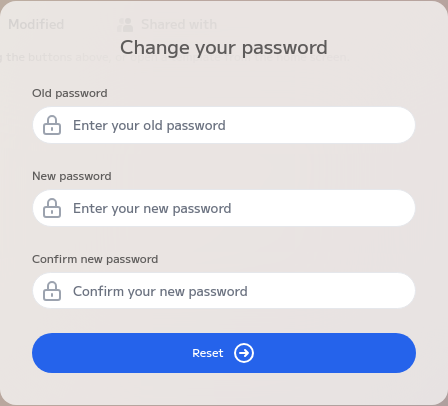 Modified Shared with
Change your password
Old password
Enter your old password
New password
Enter your new password
Confirm new password
Confirm your new password
Reset